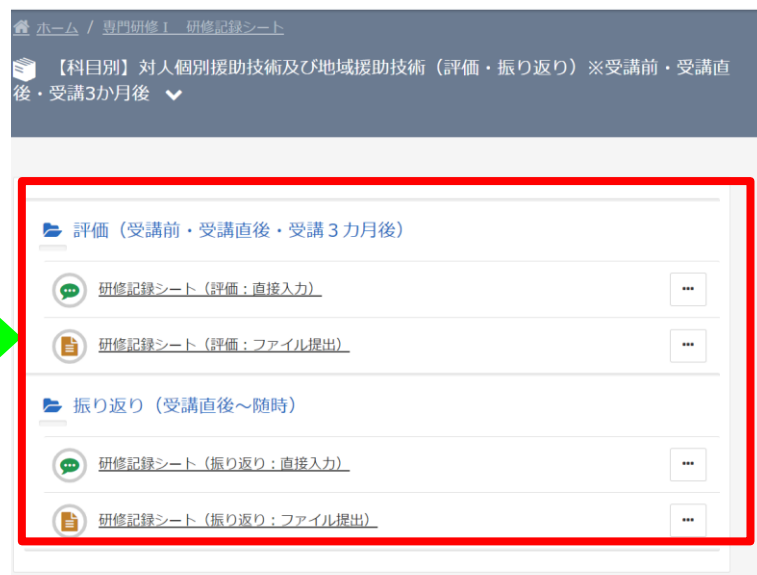 ホーム / 専門研修Ⅰ 研修記録シート
【科目別】対人個別援助技術及び地域援助技術（評価・振り返り）※受講前・受講直
後・受講3か月後
評価（受講前・受講直後・受講３カ月後）
研修記録シート（評価：直接入力）
研修記録シート（評価：ファイル提出）
振り返り（受講直後～随時）
研修記録シート（振り返り：直接入力）
研修記録シート（振り返り：ファイル提出）